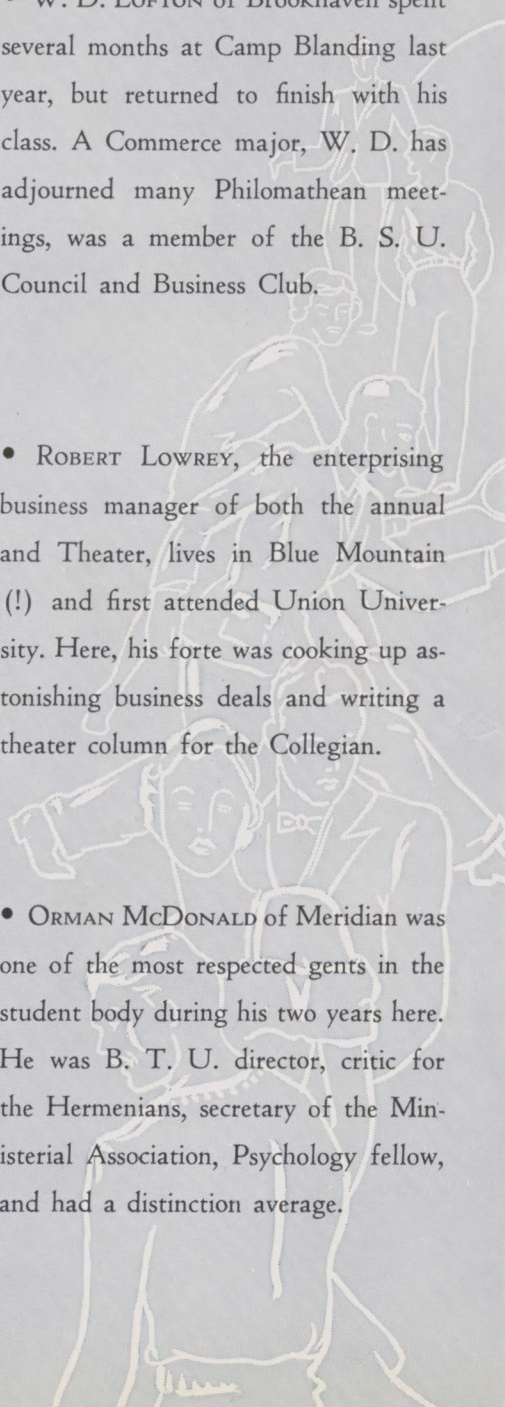 • W. D. LOFTON of Brookhaven spent
several months at Camp Blanding last
year, but returned to finish with his
class. A Commerce major, W. D. has
adjourned many Philomathean meet-
ings, was a member of the B. S. U.
Council and Business Club.
• ROBERT LOWREY, the enterprising
business manager of both the annual
and Theater, lives in Blue Mountain
(!) and first attended Union Univer-
sity. Here, his forte was cooking up as-
tonishing business deals and writing a
theater column for the Collegian.
• ORMAN MCDONALD of Meridian was
one of the most respected gents in the
student body during his two years here.
He was B. T. U. director, critic for
the Hermenians, secretary of the Min-
isterial Association, Psychology fellow,
and had a distinction average.